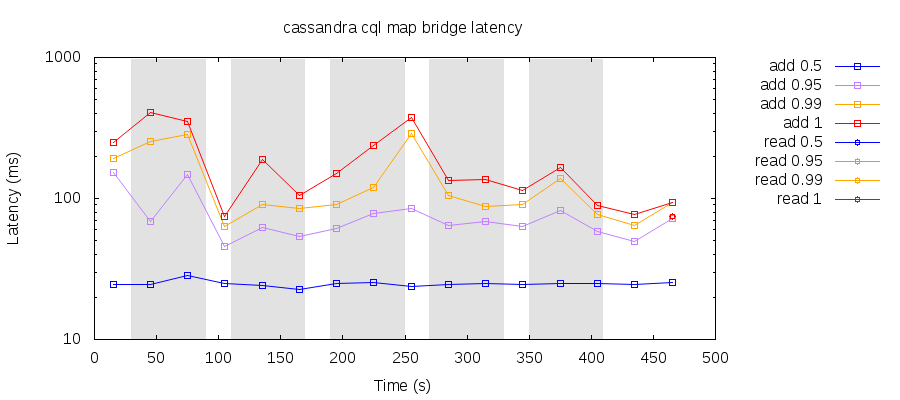 cassandra cql map bridge latency
1000
100
10
Latency (ms)
0 50 100 150 200 250 300 350 400 450 500
Time (s)
add 0.5
add 0.95
add 0.99
add 1
read 0.5
read 0.95
read 0.99
read 1